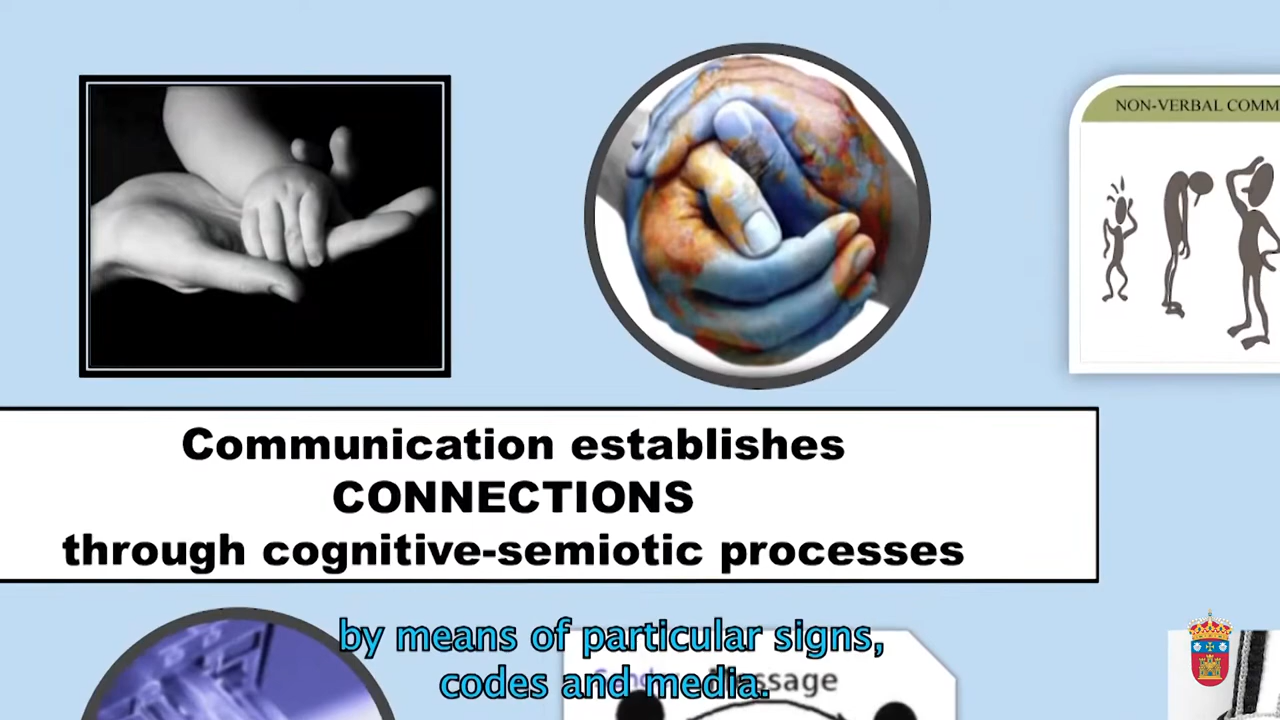 NON-VERBAL COMM
Communication establishes
CONNECTIONS
through cognitive-semiotic processes
by means of particular signs,
codes and media.